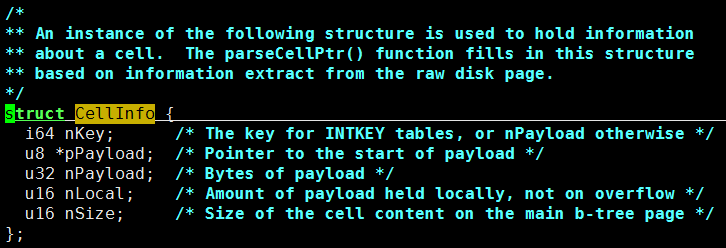 /*
** An instance of the following structure is used to hold information
** about a cell.  The parseCellPtr() function fills in this structure
** based on information extract from the raw disk page.
*/
struct CellInfo {
  i64 nKey;      /* The key for INTKEY tables, or nPayload otherwise */
  u8 *pPayload;  /* Pointer to the start of payload */
  u32 nPayload;  /* Bytes of payload */
  u16 nLocal;    /* Amount of payload held locally, not on overflow */
  u16 nSize;     /* Size of the cell content on the main b-tree page */
};